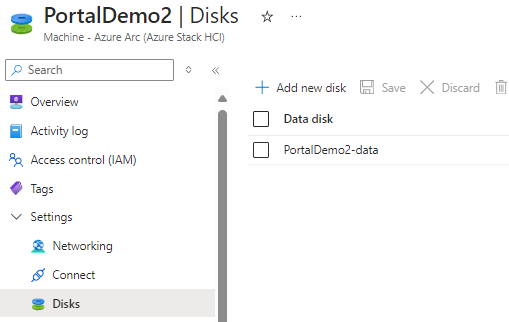 PortalDemo2 | Disks
Machine - Azure Arc (Azure Stack HCI)
Search
Add new disk Save Discard
Overview
Activity log
Access control (IAM)
Tags
Settings
Networking
Connect
Disks
Data disk
PortalDemo2-data